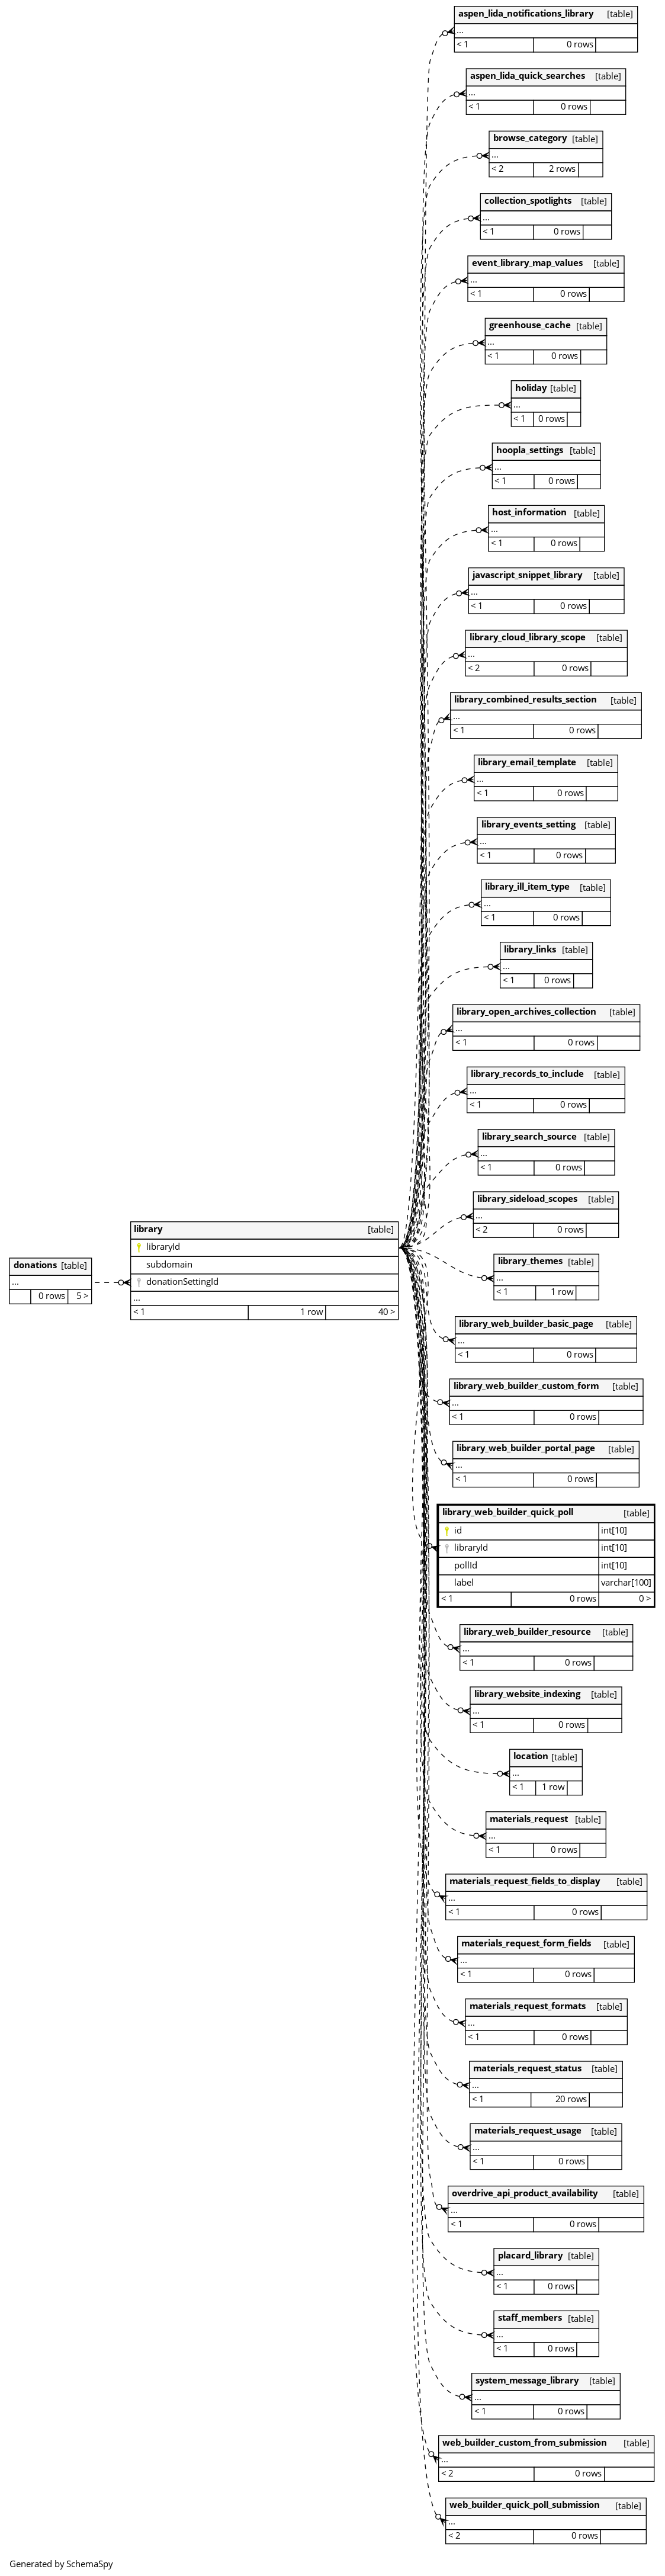 aspen_lida_notifications_library [table]
...
< 1 0 rows
aspen_lida_quick_searches [table]
...
< 1 0 rows
browse_category [table]
...
< 2 2 rows
collection_spotlights [table]
...
< 1 0 rows
event_library_map_values [table]
...
< 1 0 rows
greenhouse_cache [table]
...
< 1 0 rows
holiday [table]
...
< 1 0 rows
hoopla_settings [table]
...
< 1 0 rows
host_information [table]
...
< 1 0 rows
javascript_snippet_library [table]
...
< 1 0 rows
library_cloud_library_scope [table]
...
< 2 0 rows
library_combined_results_section [table]
...
< 1 0 rows
library_email_template [table]
...
< 1 0 rows
library_events_setting [table]
...
< 1 0 rows
library_ill_item_type [table]
...
< 1 0 rows
library_links [table]
...
< 1 0 rows
library_open_archives_collection [table]
...
< 1 0 rows
library_records_to_include [table]
...
< 1 0 rows
library_search_source [table]
...
< 1 0 rows
library_sideload_scopes [table]
...
< 2 0 rows
donations [table]
...
0 rows 5 >
library [table]
libraryId
subdomain
donationSettingId
...
< 1 1 row 40 >
library_themes [table]
...
< 1 1 row
library_web_builder_basic_page [table]
...
< 1 0 rows
library_web_builder_custom_form [table]
...
< 1 0 rows
library_web_builder_portal_page [table]
...
< 1 0 rows
library_web_builder_quick_poll [table]
id int[10]
libraryId int[10]
pollId int[10]
label varchar[100]
< 1 0 rows 0 >
library_web_builder_resource [table]
...
< 1 0 rows
library_website_indexing [table]
...
< 1 0 rows
location [table]
...
< 1 1 row
materials_request [table]
...
< 1 0 rows
materials_request_fields_to_display [table]
...
< 1 0 rows
materials_request_form_fields [table]
...
< 1 0 rows
materials_request_formats [table]
...
< 1 0 rows
materials_request_status [table]
...
< 1 20 rows
materials_request_usage [table]
...
< 1 0 rows
overdrive_api_product_availability [table]
...
< 1 0 rows
placard_library [table]
...
< 1 0 rows
staff_members [table]
...
< 1 0 rows
system_message_library [table]
...
< 1 0 rows
web_builder_custom_from_submission [table]
...
< 2 0 rows
web_builder_quick_poll_submission [table]
...
< 2 0 rows
Generated by SchemaSpy